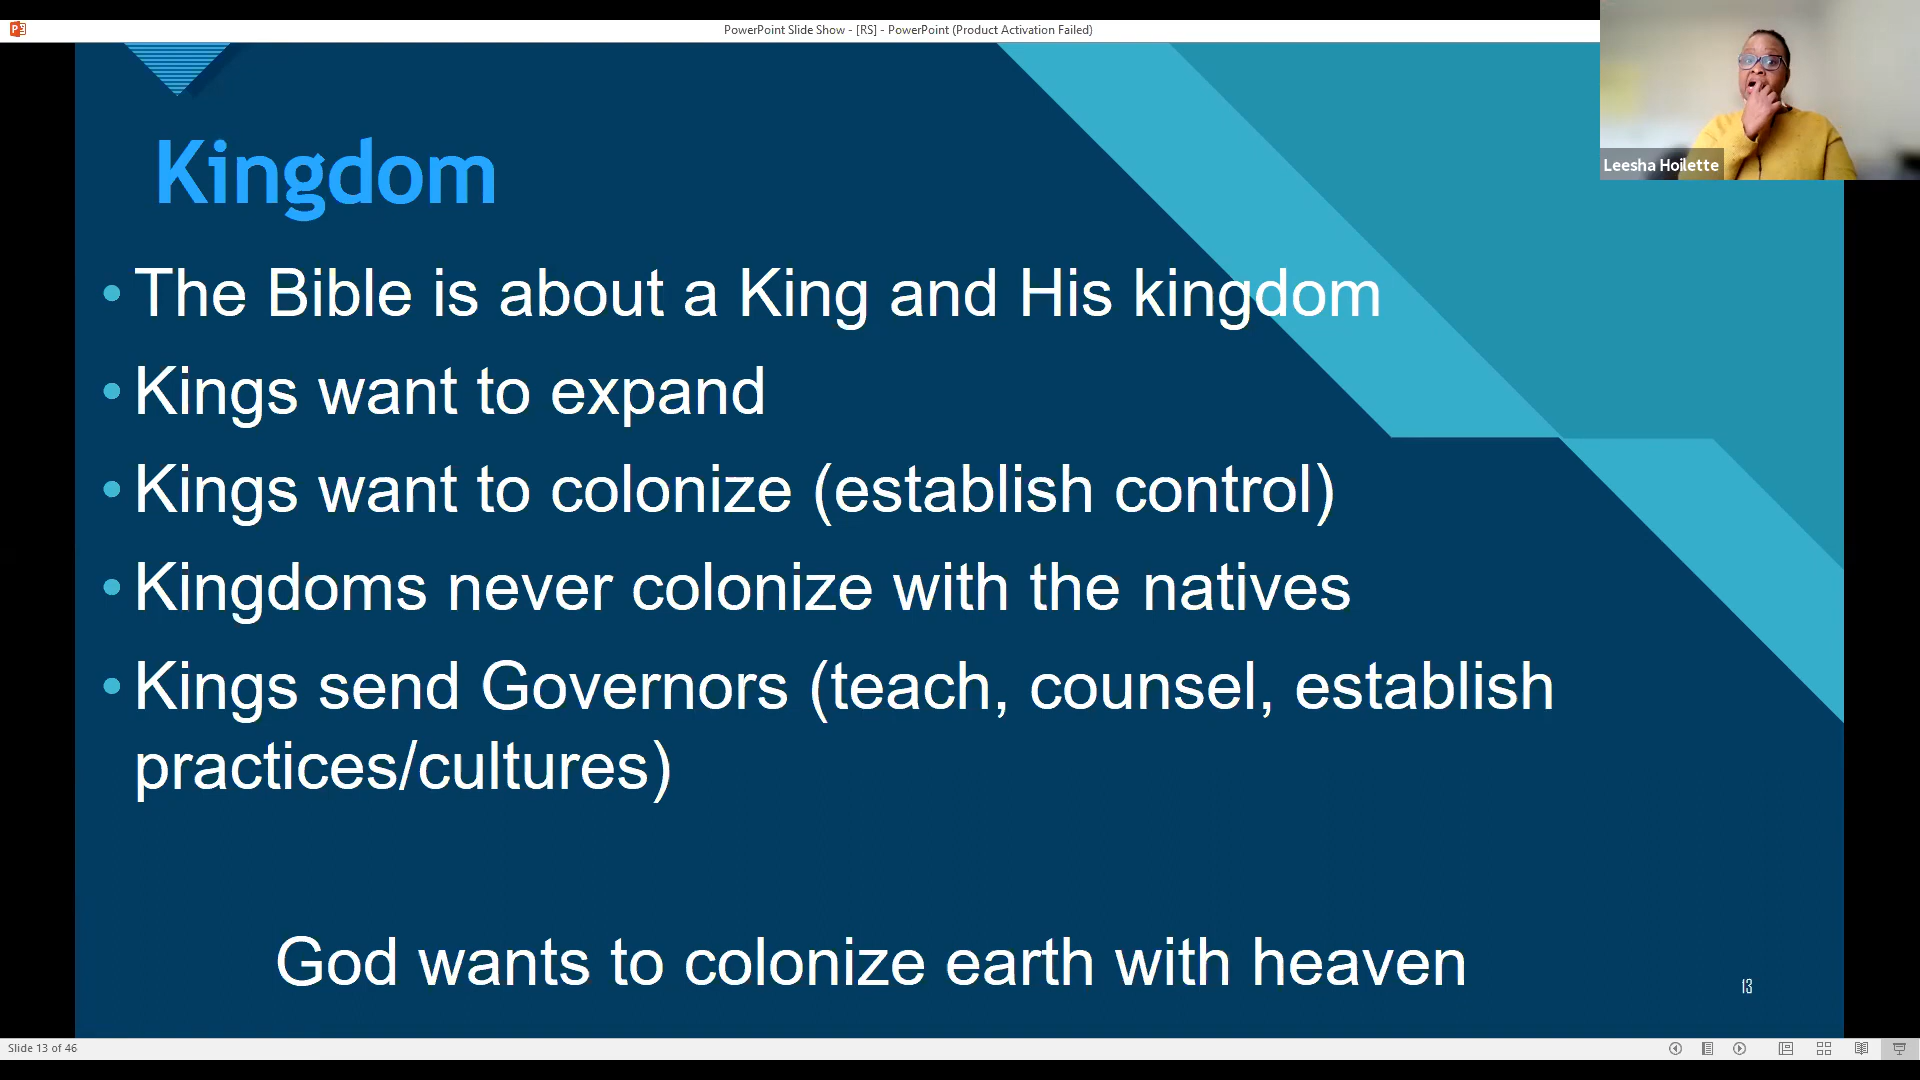 PowerPoint Slide Show - [RS] - PowerPoint (Product Activation Failed)
Leesha Hoilette
Kingdom
• The Bible is about a King and His kingdom
• Kings want to expand
• Kings want to colonize (establish control)
• Kingdoms never colonize with the natives
• Kings send Governors (teach, counsel, establish
practices/cultures)
God wants to colonize earth with heaven
13
Slide 13 of 46